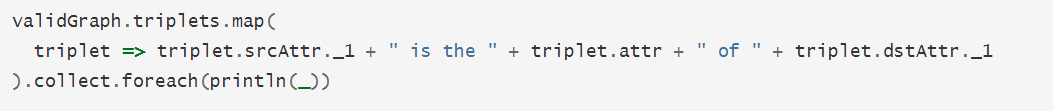 validGraph.triplets.map(
  triplet => triplet.srcAttr._1 + " is the " + triplet.attr + " of " + triplet.dstAttr._1
).collect.foreach(println(_))